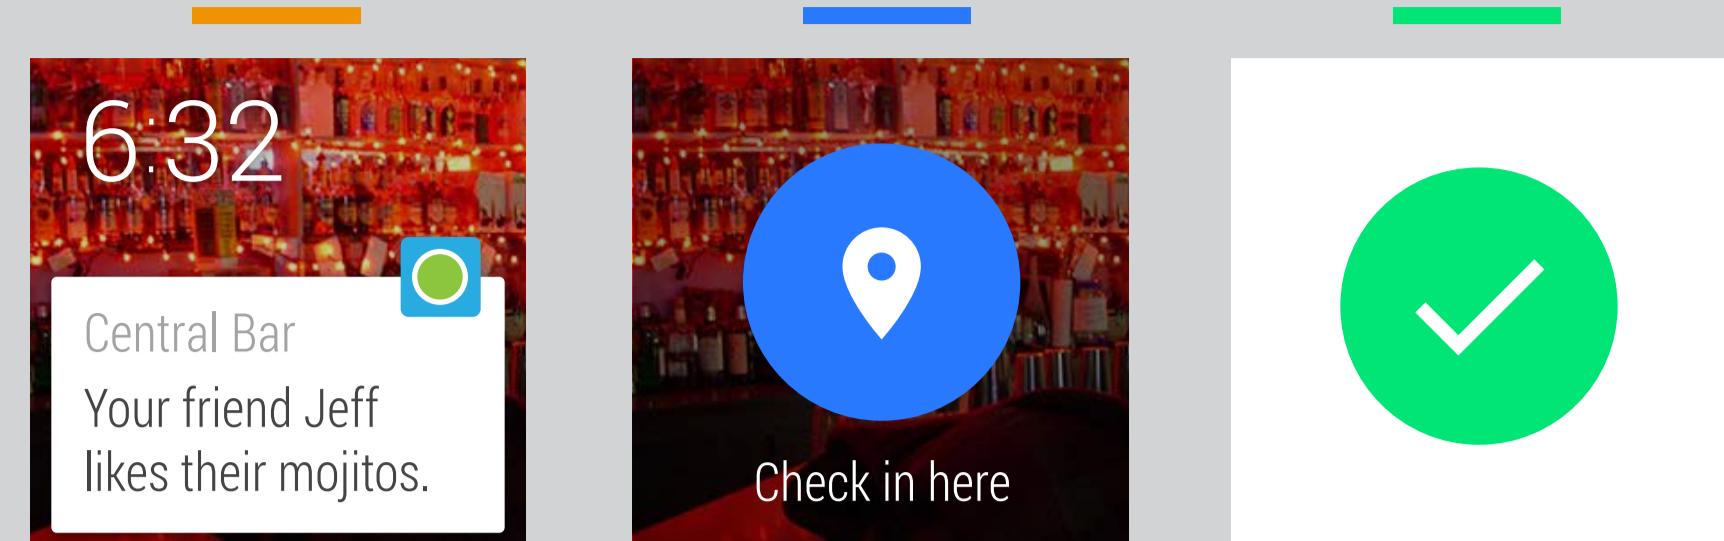 6:32
Central Bar
Your friend Jeff
likes their mojitos.
Check in here